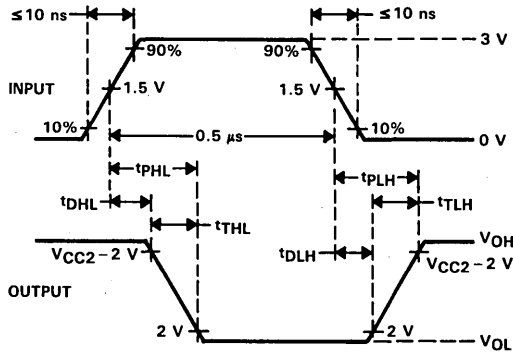 ≤10 ns
≤10 ns
90%
90%
3 V
INPUT
1.5 V
1.5 V
10%
10%
0.5 μs
0 V
tPHL
tPLH
tDHL
tTLH
tTHL
tDLH
VOH
VCC2−2 V
VCC2−2 V
OUTPUT
2 V
2 V
VOL